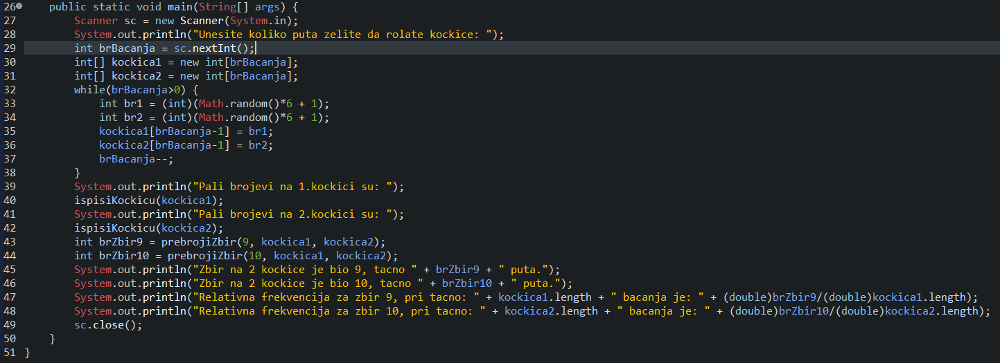 26 public static void main(String[] args) {
27 Scanner sc = new Scanner(System.in);
28 System.out.println("Unesite koliko puta zelite da rolate kockice: ");
29 int brBacanja = sc.nextInt();
30 int[] kockica1 = new int[brBacanja];
31 int[] kockica2 = new int[brBacanja];
32 while(brBacanja>0) {
33 int br1 = (int)(Math.random()*6 + 1);
34 int br2 = (int)(Math.random()*6 + 1);
35 kockica1[brBacanja-1] = br1;
36 kockica2[brBacanja-1] = br2;
37 brBacanja--;
38 }
39 System.out.println("Pali brojevi na 1.kockici su: ");
40 ispisiKockicu(kockica1);
41 System.out.println("Pali brojevi na 2.kockici su: ");
42 ispisiKockicu(kockica2);
43 int brZbir9 = prebrojiZbir(9, kockica1, kockica2);
44 int brZbir10 = prebrojiZbir(10, kockica1, kockica2);
45 System.out.println("Zbir na 2 kockice je bio 9, tacno " + brZbir9 + " puta.");
46 System.out.println("Zbir na 2 kockice je bio 10, tacno " + brZbir10 + " puta.");
47 System.out.println("Relativna frekvencija za zbir 9, pri tacno: " + kockica1.length + " bacanja je: " + (double)brZbir9/(double)kockica1.length);
48 System.out.println("Relativna frekvencija za zbir 10, pri tacno: " + kockica2.length + " bacanja je: " + (double)brZbir10/(double)kockica2.length);
49 sc.close();
50 }
51 }